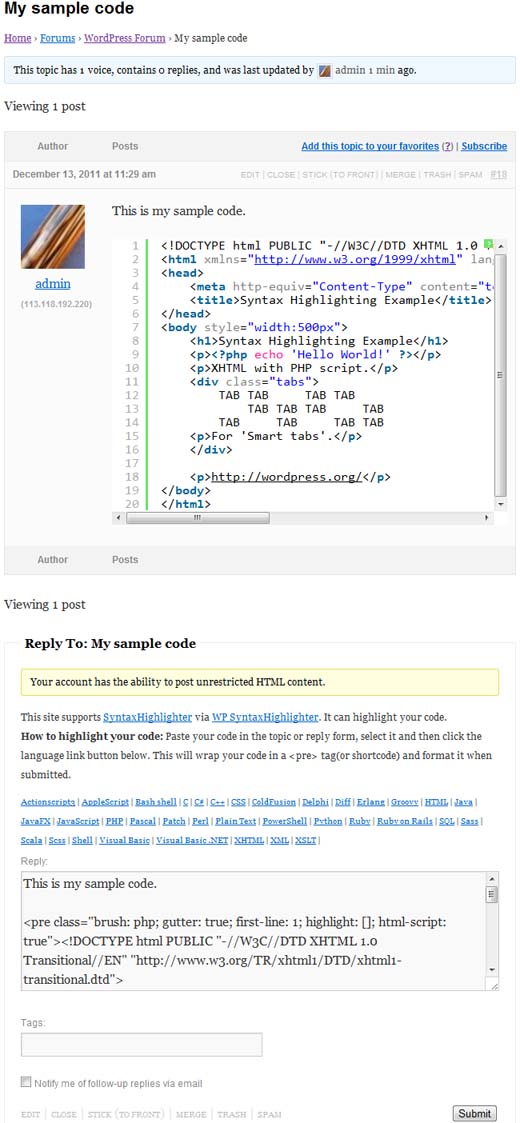 My sample code
Home › Forums › WordPress Forum › My sample code
This topic has 1 voice, contains 0 replies, and was last updated by admin 1 min ago.
Viewing 1 post
Author Posts Add this topic to your favorites (?) | Subscribe
December 13, 2011 at 11:29 am EDIT | CLOSE | STICK (TO FRONT) | MERGE | TRASH | SPAM #18
This is my sample code.
admin
(113.118.192.220)
1 <!DOCTYPE html PUBLIC "-//W3C//DTD XHTML 1.0
2 <html xmlns="http://www.w3.org/1999/xhtml" lan
3 <head>
4 <meta http-equiv="Content-Type" content="te
5 <title>Syntax Highlighting Example</title>
6 </head>
7 <body style="width:500px">
8 <h1>Syntax Highlighting Example</h1>
9 <p><?php echo 'Hello World!' ?></p>
10 <p>XHTML with PHP script.</p>
11 <div class="tabs">
12 TAB TAB TAB TAB
13 TAB TAB TAB TAB
14 TAB TAB TAB TAB
15 <p>For 'Smart tabs'.</p>
16 </div>
17
18 <p>http://wordpress.org/</p>
19 </body>
20 </html>
Author Posts
Viewing 1 post
Reply To: My sample code
Your account has the ability to post unrestricted HTML content.
This site supports SyntaxHighlighter via WP SyntaxHighlighter. It can highlight your code.
How to highlight your code: Paste your code in the topic or reply form, select it and then click the
language link button below. This will wrap your code in a <pre> tag(or shortcode) and format it when
submitted.
Actionscript3 | AppleScript | Bash shell | C | C# | C++ | CSS | ColdFusion | Delphi | Diff | Erlang | Groovy | HTML | Java |
JavaFX | JavaScript | PHP | Pascal | Patch | Perl | Plain Text | PowerShell | Python | Ruby | Ruby on Rails | SQL | Sass |
Scala | Scss | Shell | Visual Basic | Visual Basic .NET | XHTML | XML | XSLT |
Reply:
This is my sample code.
<pre class="brush: php; gutter: true; first-line: 1; highlight: []; html-script:
true"><!DOCTYPE html PUBLIC "-//W3C//DTD XHTML 1.0
Transitional//EN" "http://www.w3.org/TR/xhtml1/DTD/xhtml1-
transitional.dtd">
Tags:
Notify me of follow-up replies via email
EDIT | CLOSE | STICK (TO FRONT) | MERGE | TRASH | SPAM Submit